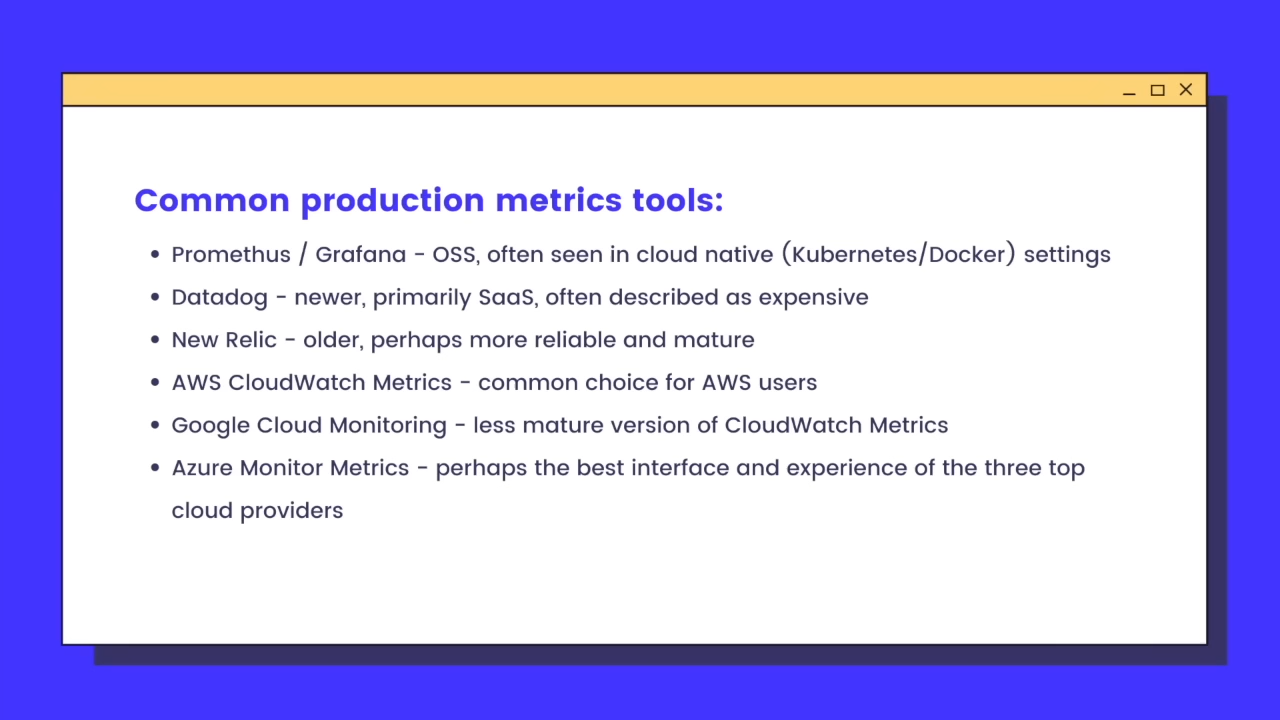 Common production metrics tools:
• Promethus / Grafana - OSS, often seen in cloud native (Kubernetes/Docker) settings
• Datadog - newer, primarily SaaS, often described as expensive
• New Relic - older, perhaps more reliable and mature
• AWS CloudWatch Metrics - common choice for AWS users
• Google Cloud Monitoring - less mature version of CloudWatch Metrics
• Azure Monitor Metrics - perhaps the best interface and experience of the three top
cloud providers